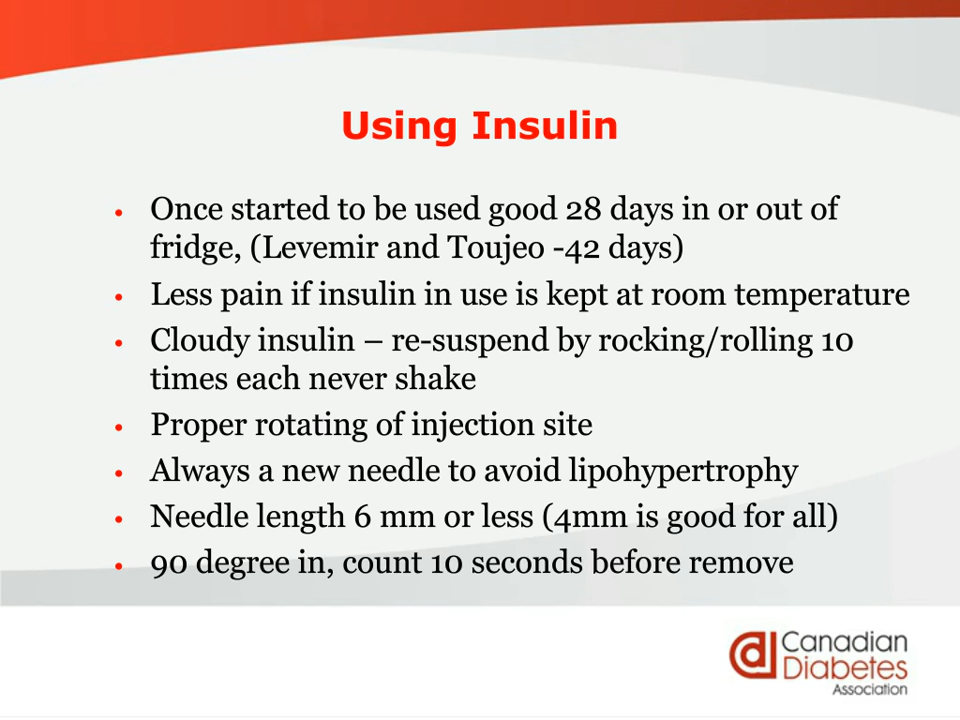 Using Insulin
• Once started to be used good 28 days in or out of
fridge, (Levemir and Toujeo -42 days)
• Less pain if insulin in use is kept at room temperature
• Cloudy insulin – re-suspend by rocking/rolling 10
times each never shake
• Proper rotating of injection site
• Always a new needle to avoid lipohypertrophy
• Needle length 6 mm or less (4mm is good for all)
• 90 degree in, count 10 seconds before remove
Canadian
Diabetes
Association